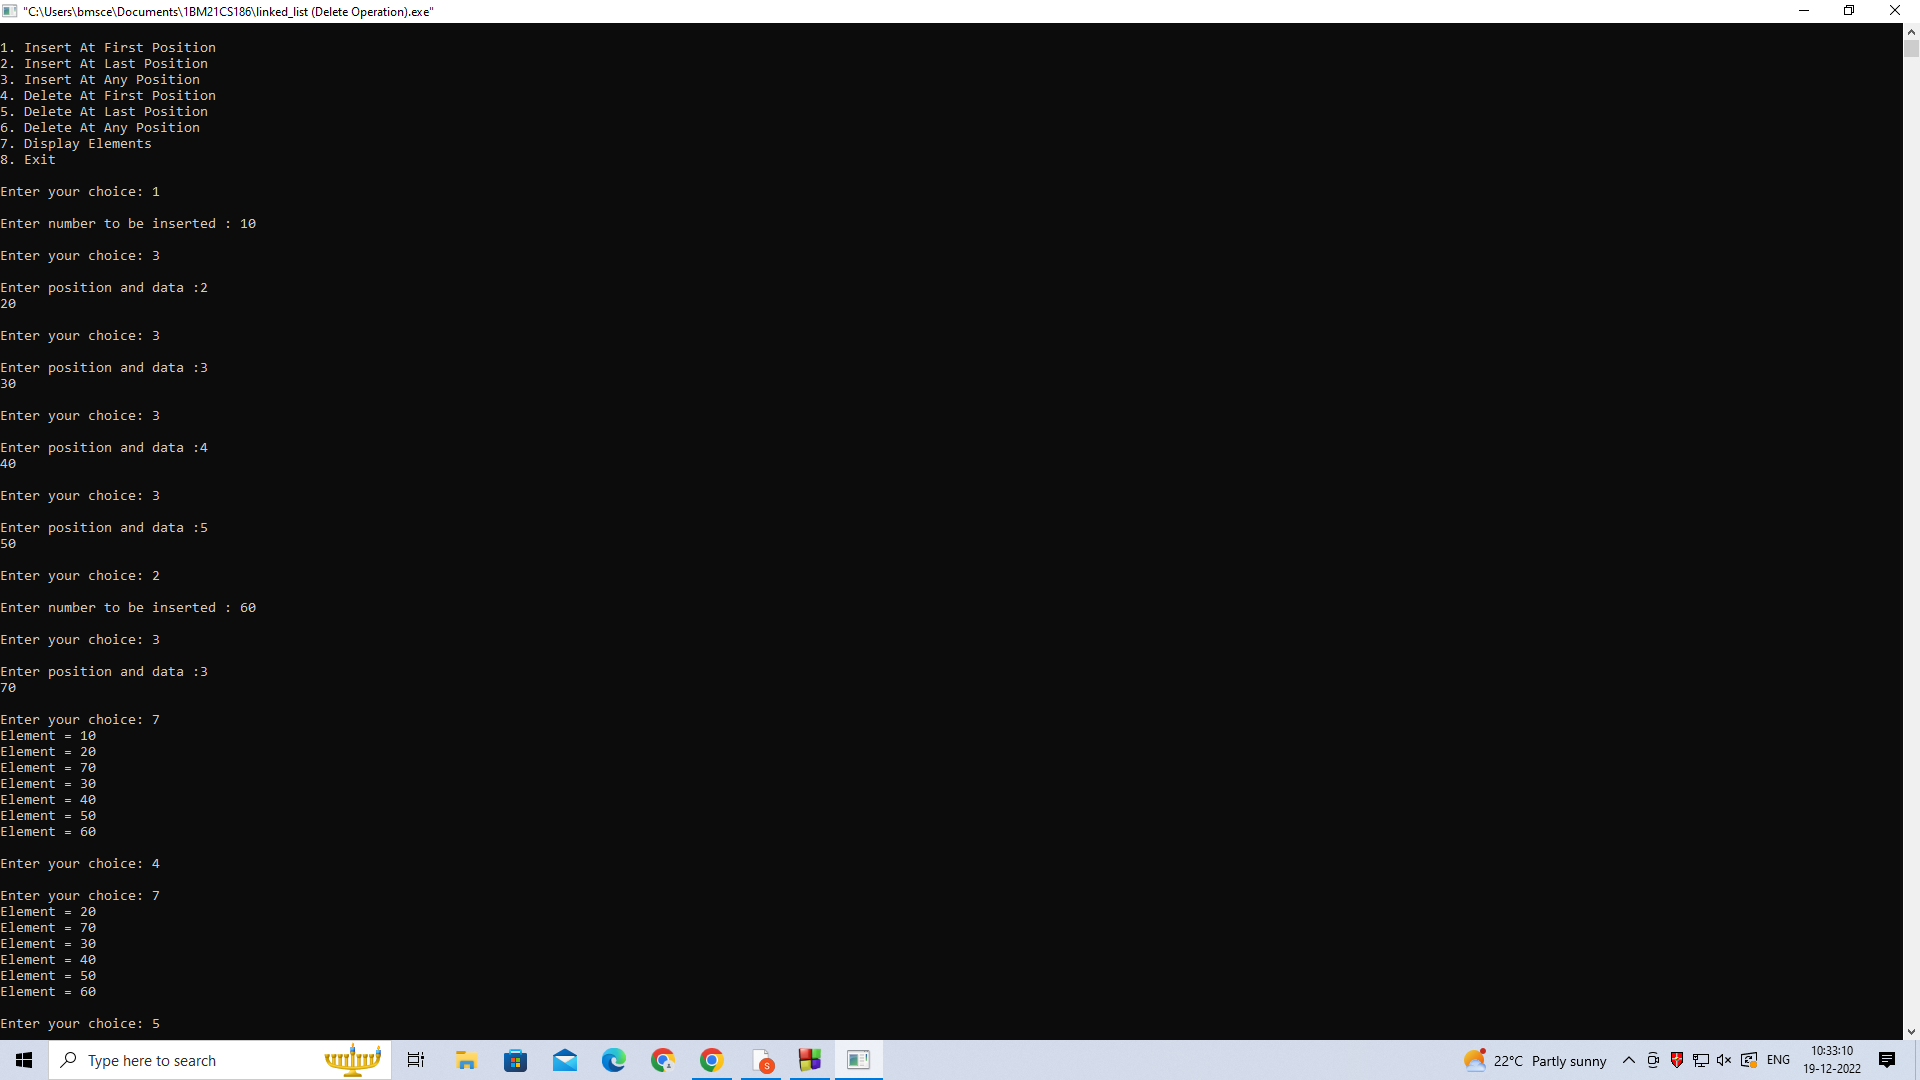 "C:\Users\bmsce\Documents\1BM21CS186\linked_list (Delete Operation).exe"
1. Insert At First Position
2. Insert At Last Position
3. Insert At Any Position
4. Delete At First Position
5. Delete At Last Position
6. Delete At Any Position
7. Display Elements
8. Exit
Enter your choice: 1
Enter number to be inserted : 10
Enter your choice: 3
Enter position and data :2
20
Enter your choice: 3
Enter position and data :3
30
Enter your choice: 3
Enter position and data :4
40
Enter your choice: 3
Enter position and data :5
50
Enter your choice: 2
Enter number to be inserted : 60
Enter your choice: 3
Enter position and data :3
70
Enter your choice: 7
Element = 10
Element = 20
Element = 70
Element = 30
Element = 40
Element = 50
Element = 60
Enter your choice: 4
Enter your choice: 7
Element = 20
Element = 70
Element = 30
Element = 40
Element = 50
Element = 60
Enter your choice: 5
Type here to search
S
22°C Partly sunny
ENG
10:33:10
19-12-2022